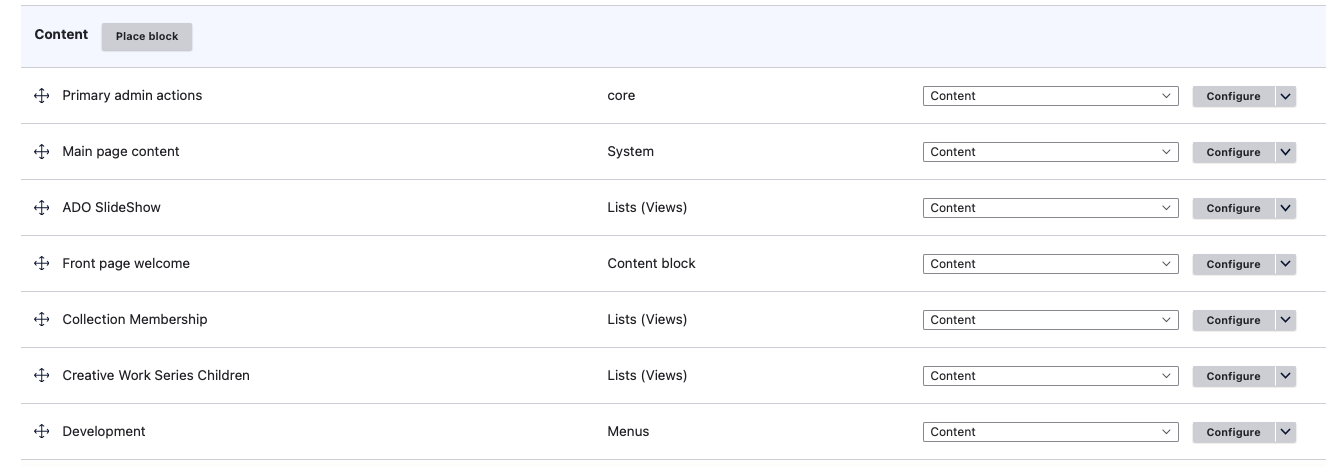 Content Place block
Primary admin actions core Content Configure
Main page content System Content Configure
ADO SlideShow Lists (Views) Content Configure
Front page welcome Content block Content Configure
Collection Membership Lists (Views) Content Configure
Creative Work Series Children Lists (Views) Content Configure
Development Menus Content Configure